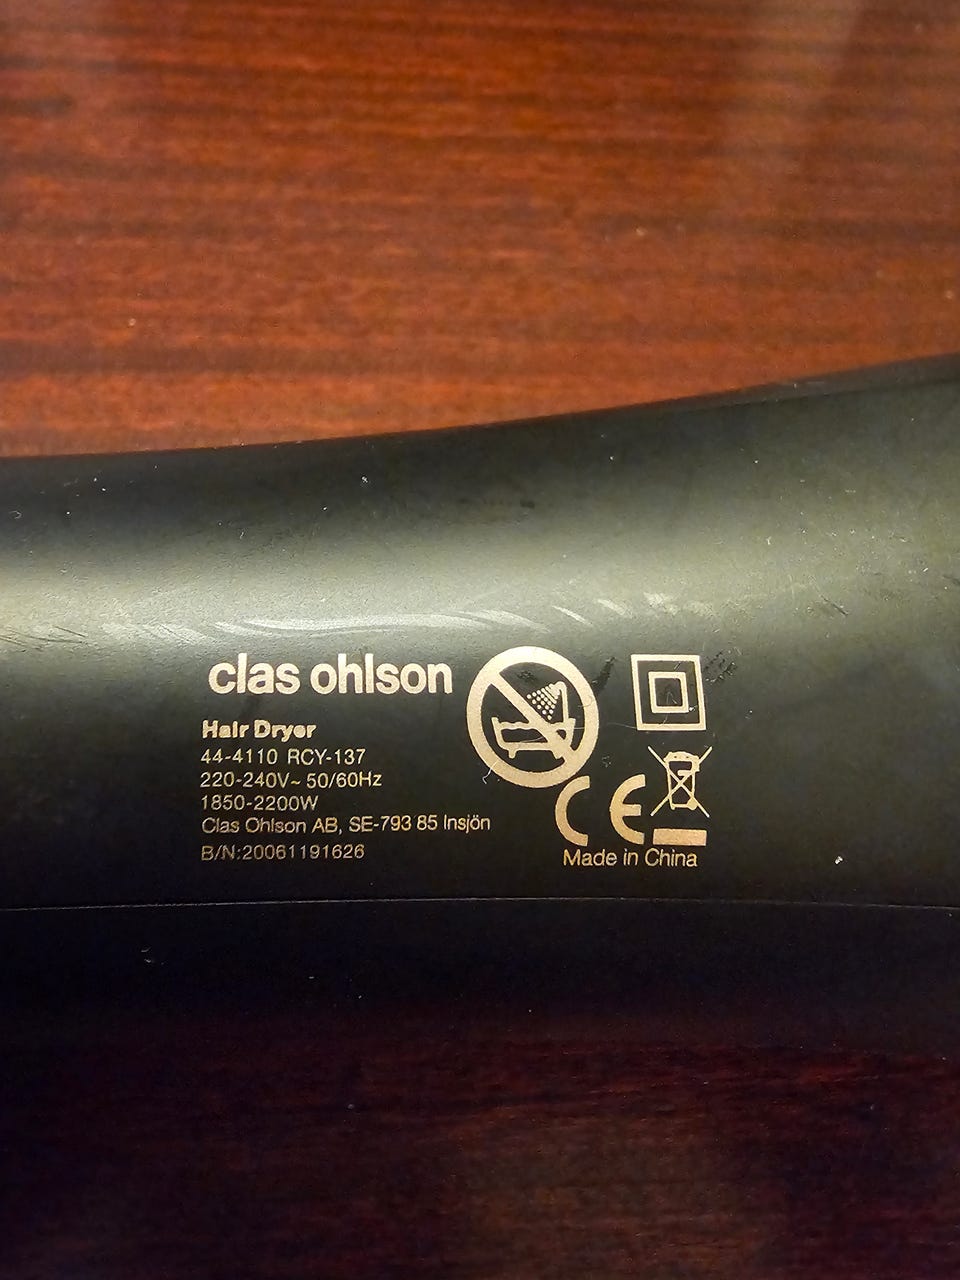 clas ohlson
Hair Dryer
44-4110 RCY-137
220-240V~ 50/60Hz
1850-2200W
Clas Ohlson AB, SE-793 85 Insjön
B/N:20061191626
CE
Made in China